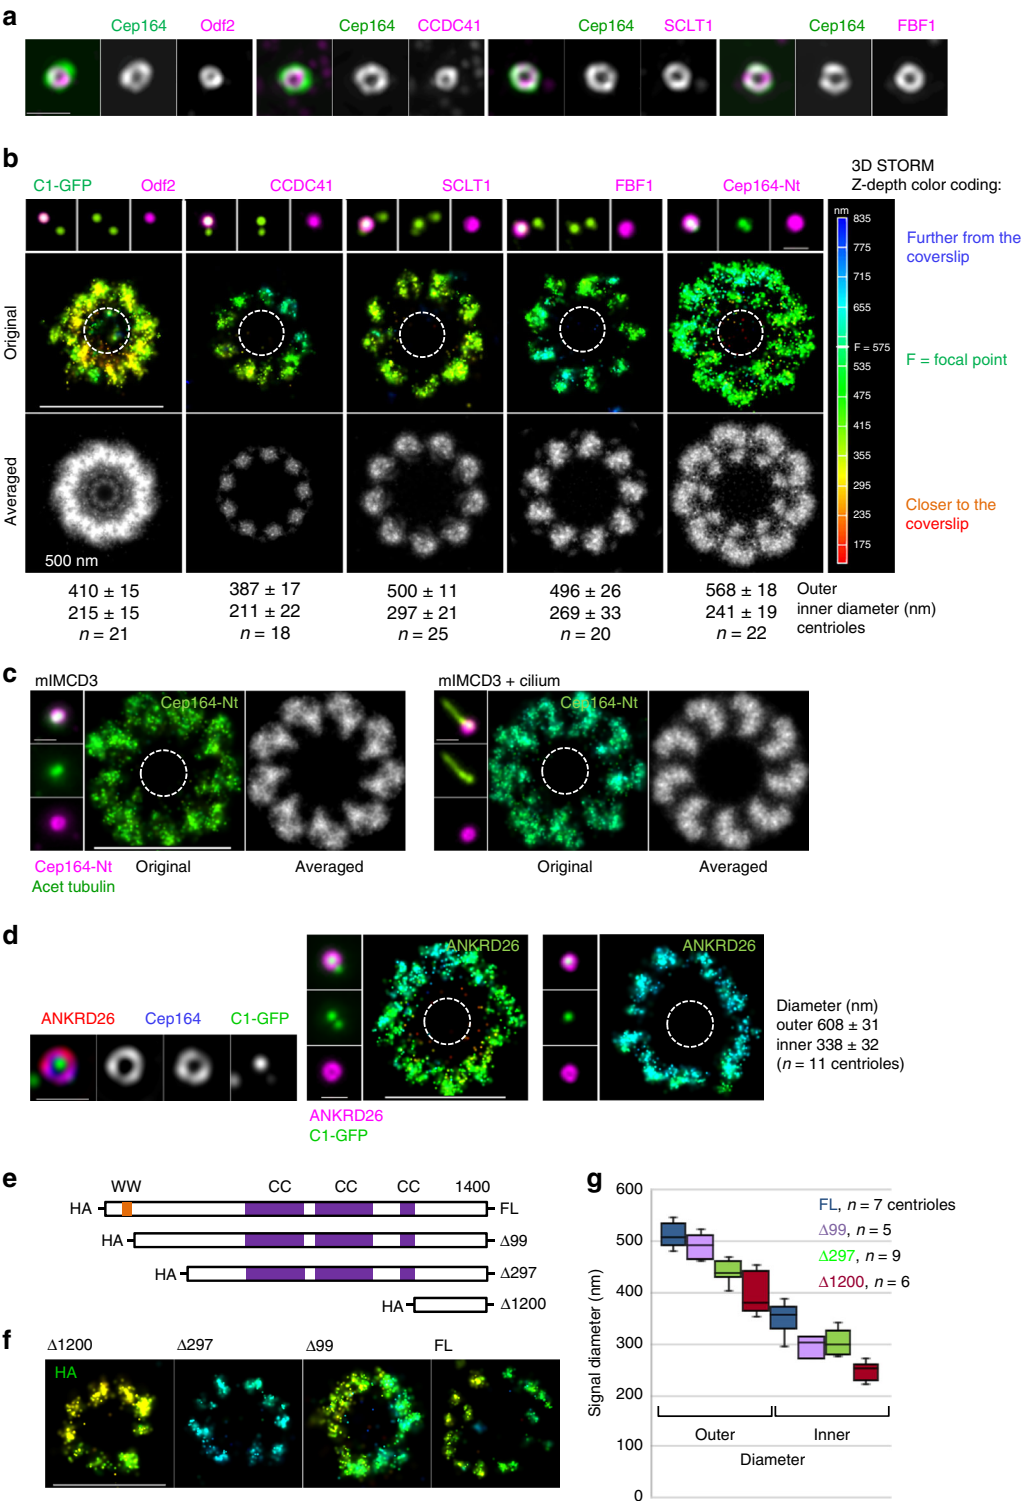 a
Cep164 Odf2 Cep164 CCDC41 Cep164 SCLT1 Cep164 FBF1
b
C1-GFP Odf2 CCDC41 SCLT1 FBF1 Cep164-Nt
3D STORM
Z-depth color coding:
nm
835
775
715
655
F = 575
535
475
415
355
295
235
175
Further from the
coverslip
F = focal point
Closer to the
coverslip
Original
Averaged
500 nm
410 ± 15 387 ± 17 500 ± 11 496 ± 26 568 ± 18 Outer
215 ± 15 211 ± 22 297 ± 21 269 ± 33 241 ± 19 inner diameter (nm)
n = 21 n = 18 n = 25 n = 20 n = 22 centrioles
c
mIMCD3 mIMCD3 + cilium
Cep164-Nt Cep164-Nt
Cep164-Nt Original Averaged Original Averaged
Acet tubulin
d
ANKRD26 Cep164 C1-GFP
ANKRD26 ANKRD26
Diameter (nm)
outer 608 ± 31
inner 338 ± 32
(n = 11 centrioles)
ANKRD26
C1-GFP
e
WW CC CC CC 1400
HA FL
HA Δ99
HA Δ297
HA Δ1200
f
Δ1200 Δ297 Δ99 FL
HA
g
Signal diameter (nm)
600
500
400
300
200
100
0
FL, n = 7 centrioles
Δ99, n = 5
Δ297, n = 9
Δ1200, n = 6
Outer Inner
Diameter